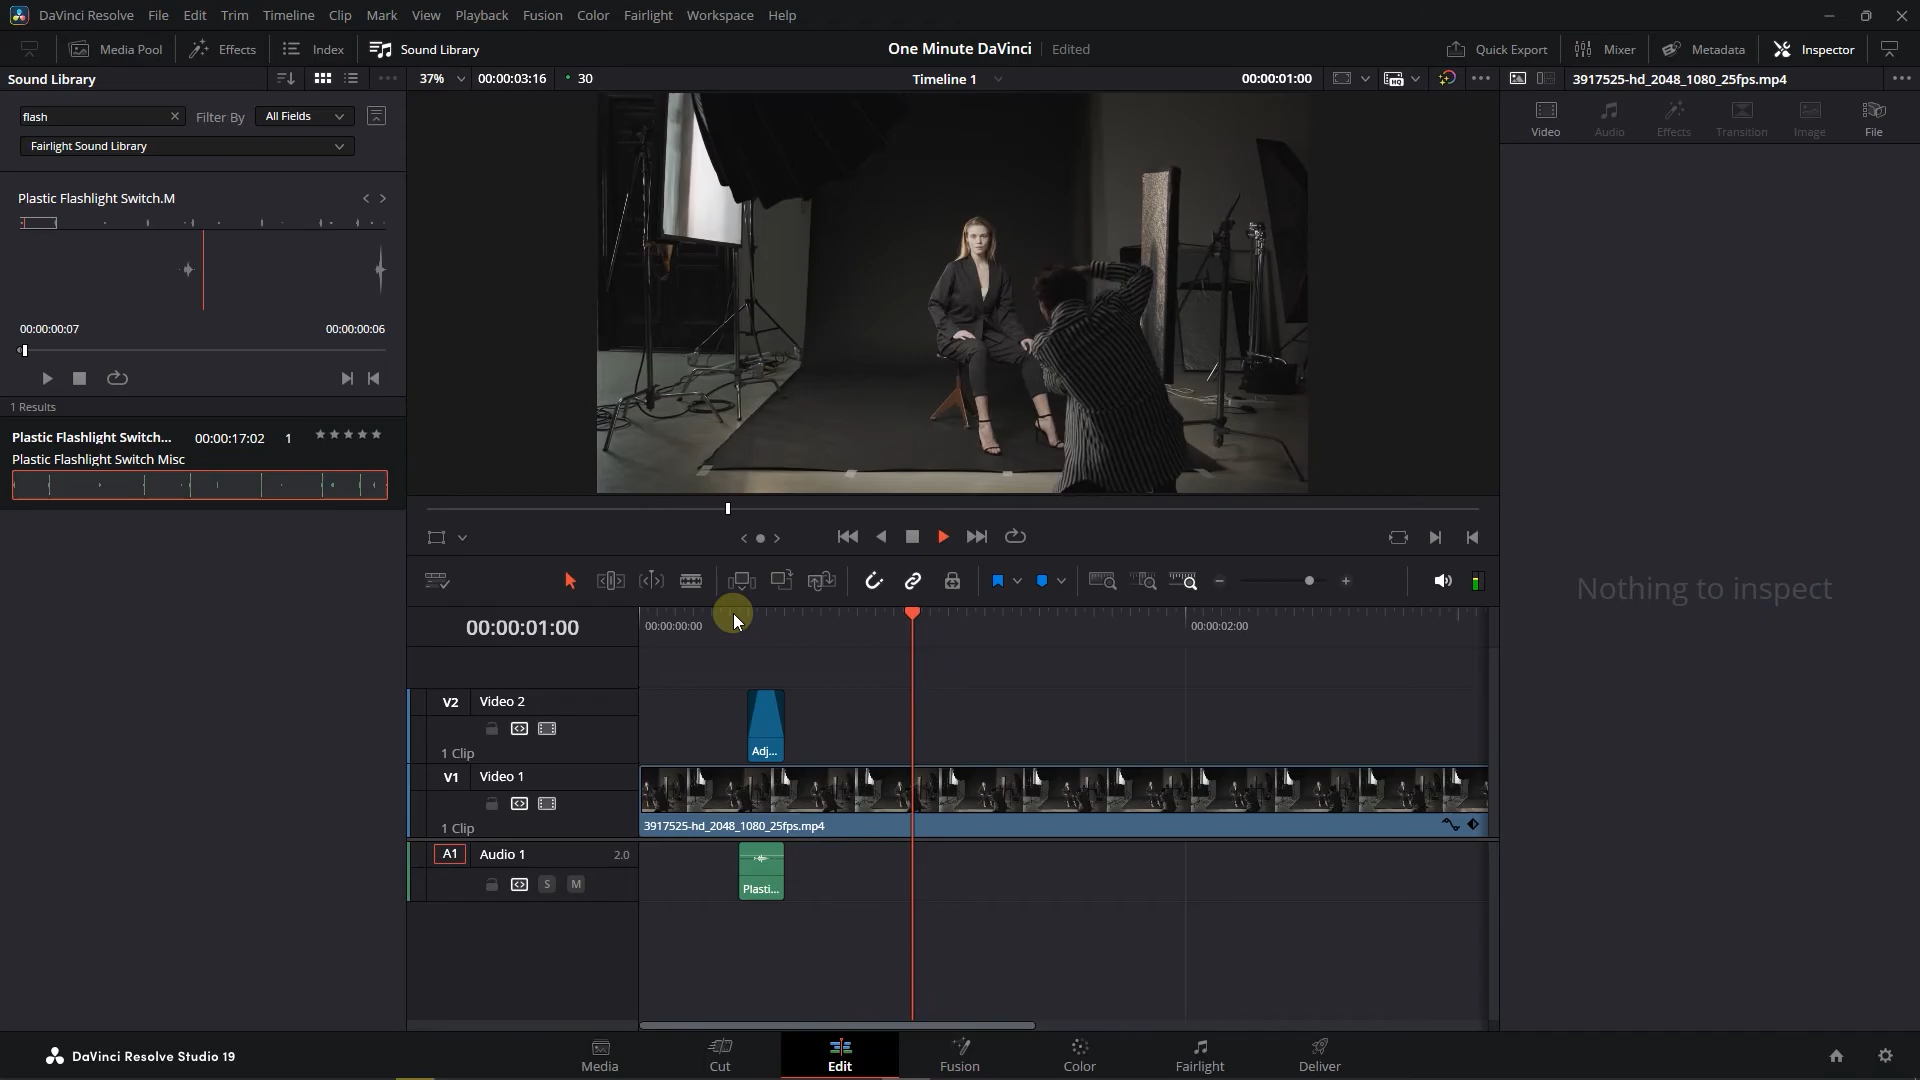 DaVinci Resolve File Edit Trim Timeline Clip Mark View Playback Fusion Color Fairlight Workspace Help
Media Pool Effects Index Sound Library One Minute DaVinci Edited Quick Export Mixer Metadata Inspector
Sound Library 37% 00:00:03:16 30 Timeline 1 00:00:01:00 HQ 3917525-hd_2048_1080_25fps.mp4
flash Filter By All Fields
Fairlight Sound Library
Video Audio Effects Transition Image File
Plastic Flashlight Switch.M
00:00:00:07 00:00:00:06
1 Results
Plastic Flashlight Switch... 00:00:17:02 1
Plastic Flashlight Switch Misc
Nothing to inspect
00:00:01:00 00:00:00:00 00:00:02:00
V2 Video 2
1 Clip Adj...
V1 Video 1
1 Clip 3917525-hd_2048_1080_25fps.mp4
A1 Audio 1 2.0
S M Plasti...
DaVinci Resolve Studio 19 Media Cut Edit Fusion Color Fairlight Deliver